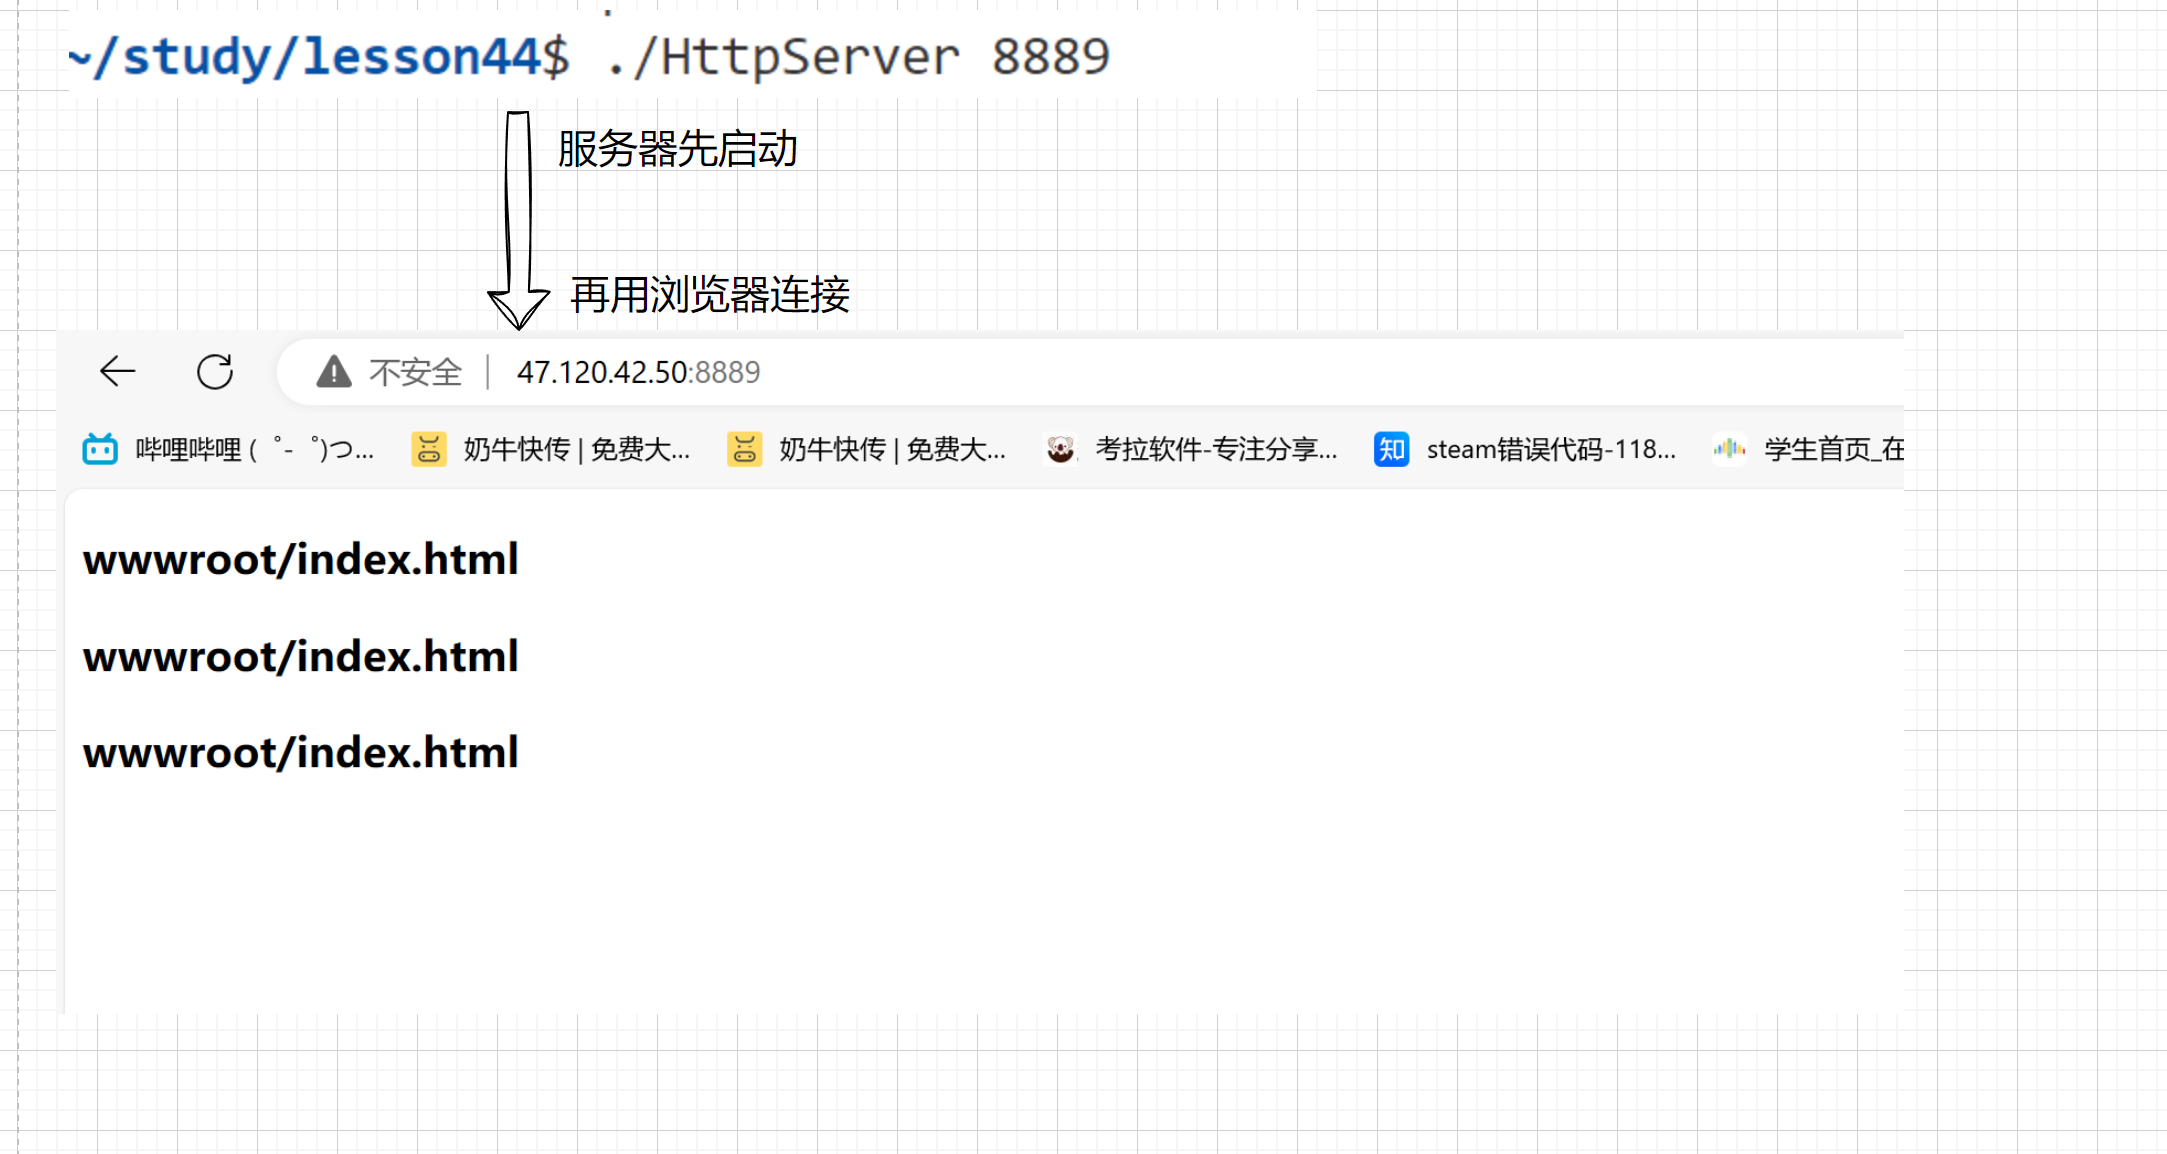 ~/study/lesson44$ ./HttpServer 8889
服务器先启动
再用浏览器连接
不安全 | 47.120.42.50:8889
哔哩哔哩 (゜-゜)つ... 奶牛快传 | 免费大... 奶牛快传 | 免费大... 考拉软件-专注分享... 知 steam错误代码-118... 学生首页_在
wwwroot/index.html
wwwroot/index.html
wwwroot/index.html